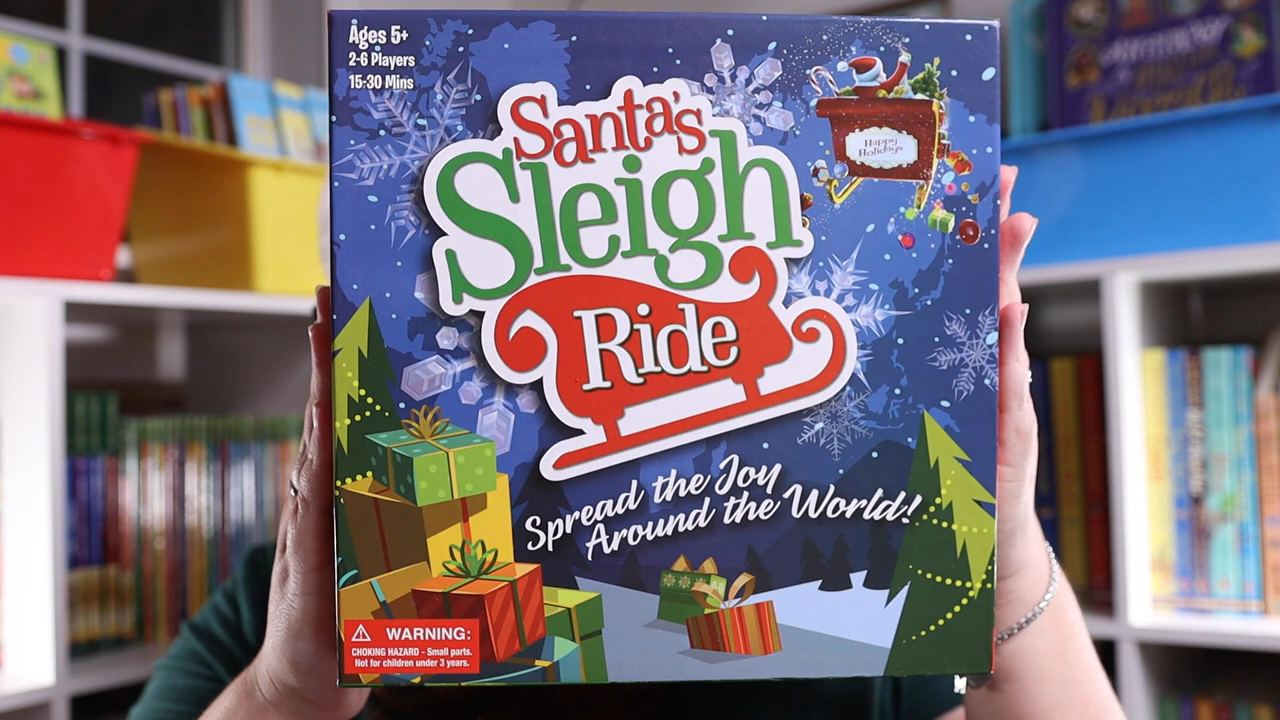 Ages 5+
2-6 Players
15-30 Mins
Santa's
Sleigh
Ride
Happy
Holidays
Spread the Joy
Around the World!
WARNING:
CHOKING HAZARD - Small parts.
Not for children under 3 years.